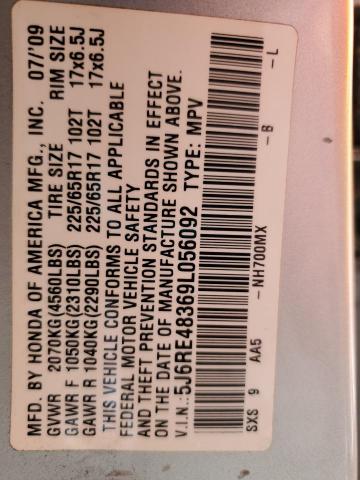 MFD. BY HONDA OF AMERICA MFG., INC. 07/'09
GVWR 2070KG(4560LBS) TIRE SIZE RIM SIZE
GAWR F 1050KG(2310LBS) 225/65R17 102T 17x6.5J
GAWR R 1040KG(2290LBS) 225/65R17 102T 17x6.5J
THIS VEHICLE CONFORMS TO ALL APPLICABLE
FEDERAL MOTOR VEHICLE SAFETY
AND THEFT PREVENTION STANDARDS IN EFFECT
ON THE DATE OF MANUFACTURE SHOWN ABOVE.
V.I.N.: 5J6RE48369L056092 TYPE: MPV
SXS 9 AA5 -NH700MX -B -L